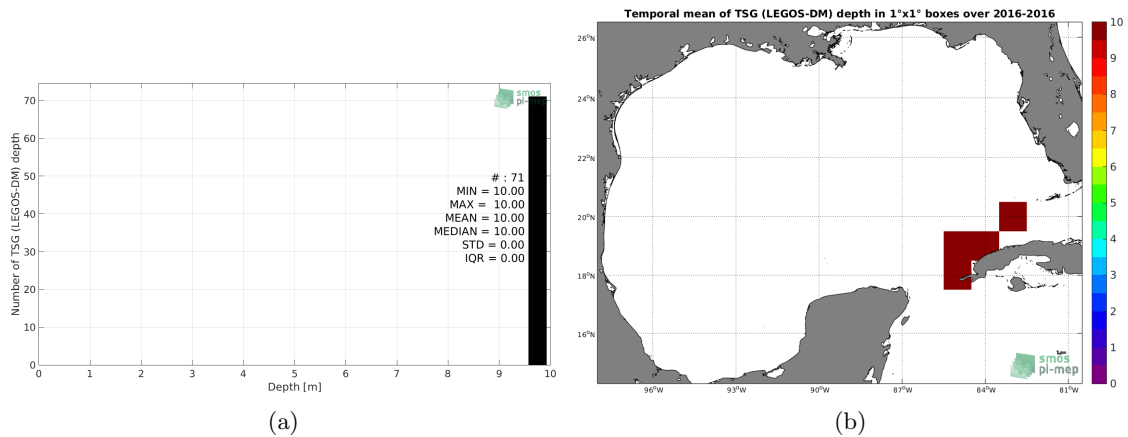 Temporal mean of TSG (LEGOS-DM) depth in 1°x1° boxes over 2016-2016
smos
pi-mep
Number of TSG (LEGOS-DM) depth
70
60
50
40
30
20
10
0
# : 71
MIN = 10.00
MAX = 10.00
MEAN = 10.00
MEDIAN = 10.00
STD = 0.00
IQR = 0.00
0 1 2 3 4 5 6 7 8 9 10
Depth [m]
(a)
26°N
24°N
22°N
20°N
18°N
16°N
96°W 93°W 90°W 87°W 84°W 81°W
smos
pi-mep
10
9
8
7
6
5
4
3
2
1
0
(b)